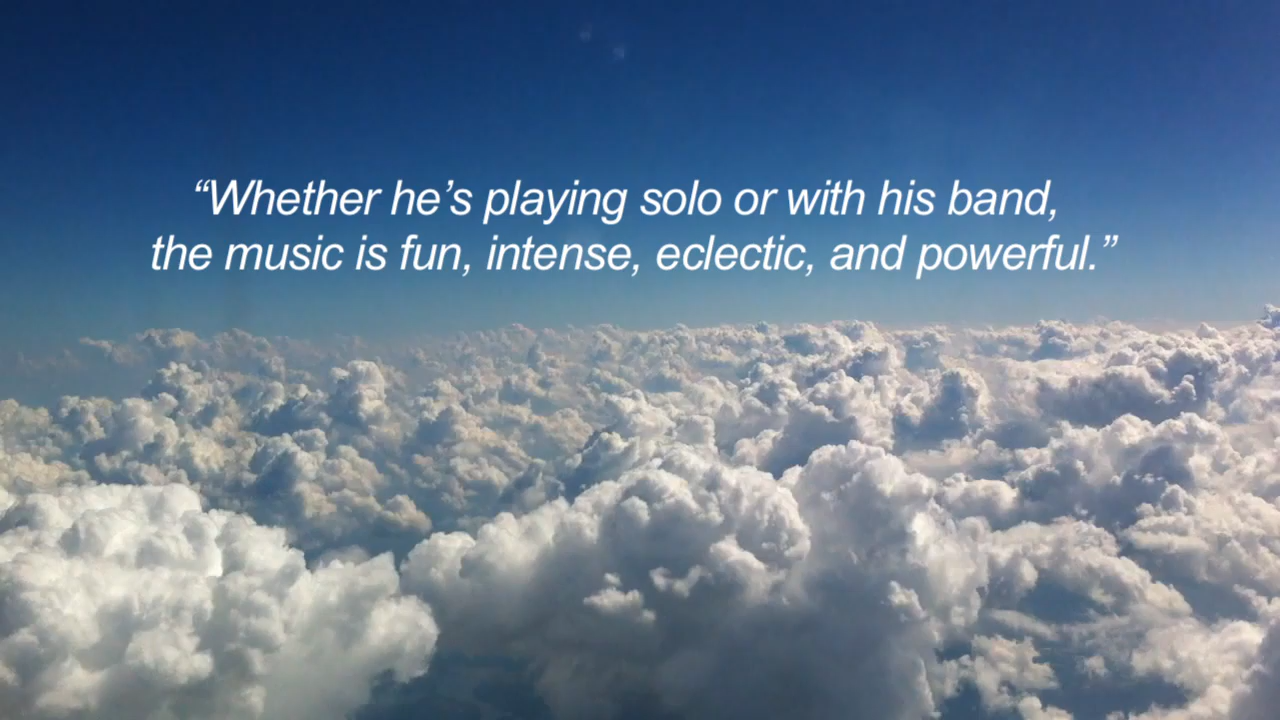 “Whether he’s playing solo or with his band,
the music is fun, intense, eclectic, and powerful.”